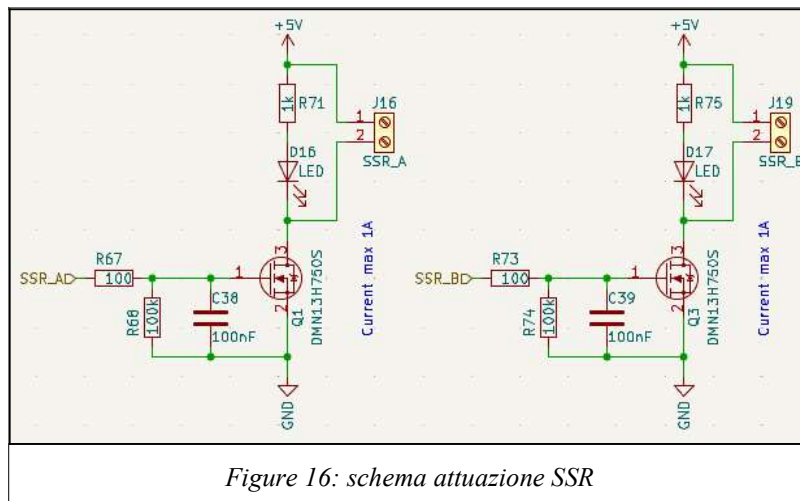 +5V
1k
R71
J16
1
2
SSR_A
D16
LED
3
R67
SSR_A
100
1
R68
100k
C38
100nF
2
Q1
DMN13H750S
Current max 1A
GND
+5V
1k
R75
J19
1
2
SSR_B
D17
LED
3
R73
SSR_B
100
1
R74
100k
C39
100nF
2
Q3
DMN13H750S
Current max 1A
GND
Figure 16: schema attuazione SSR